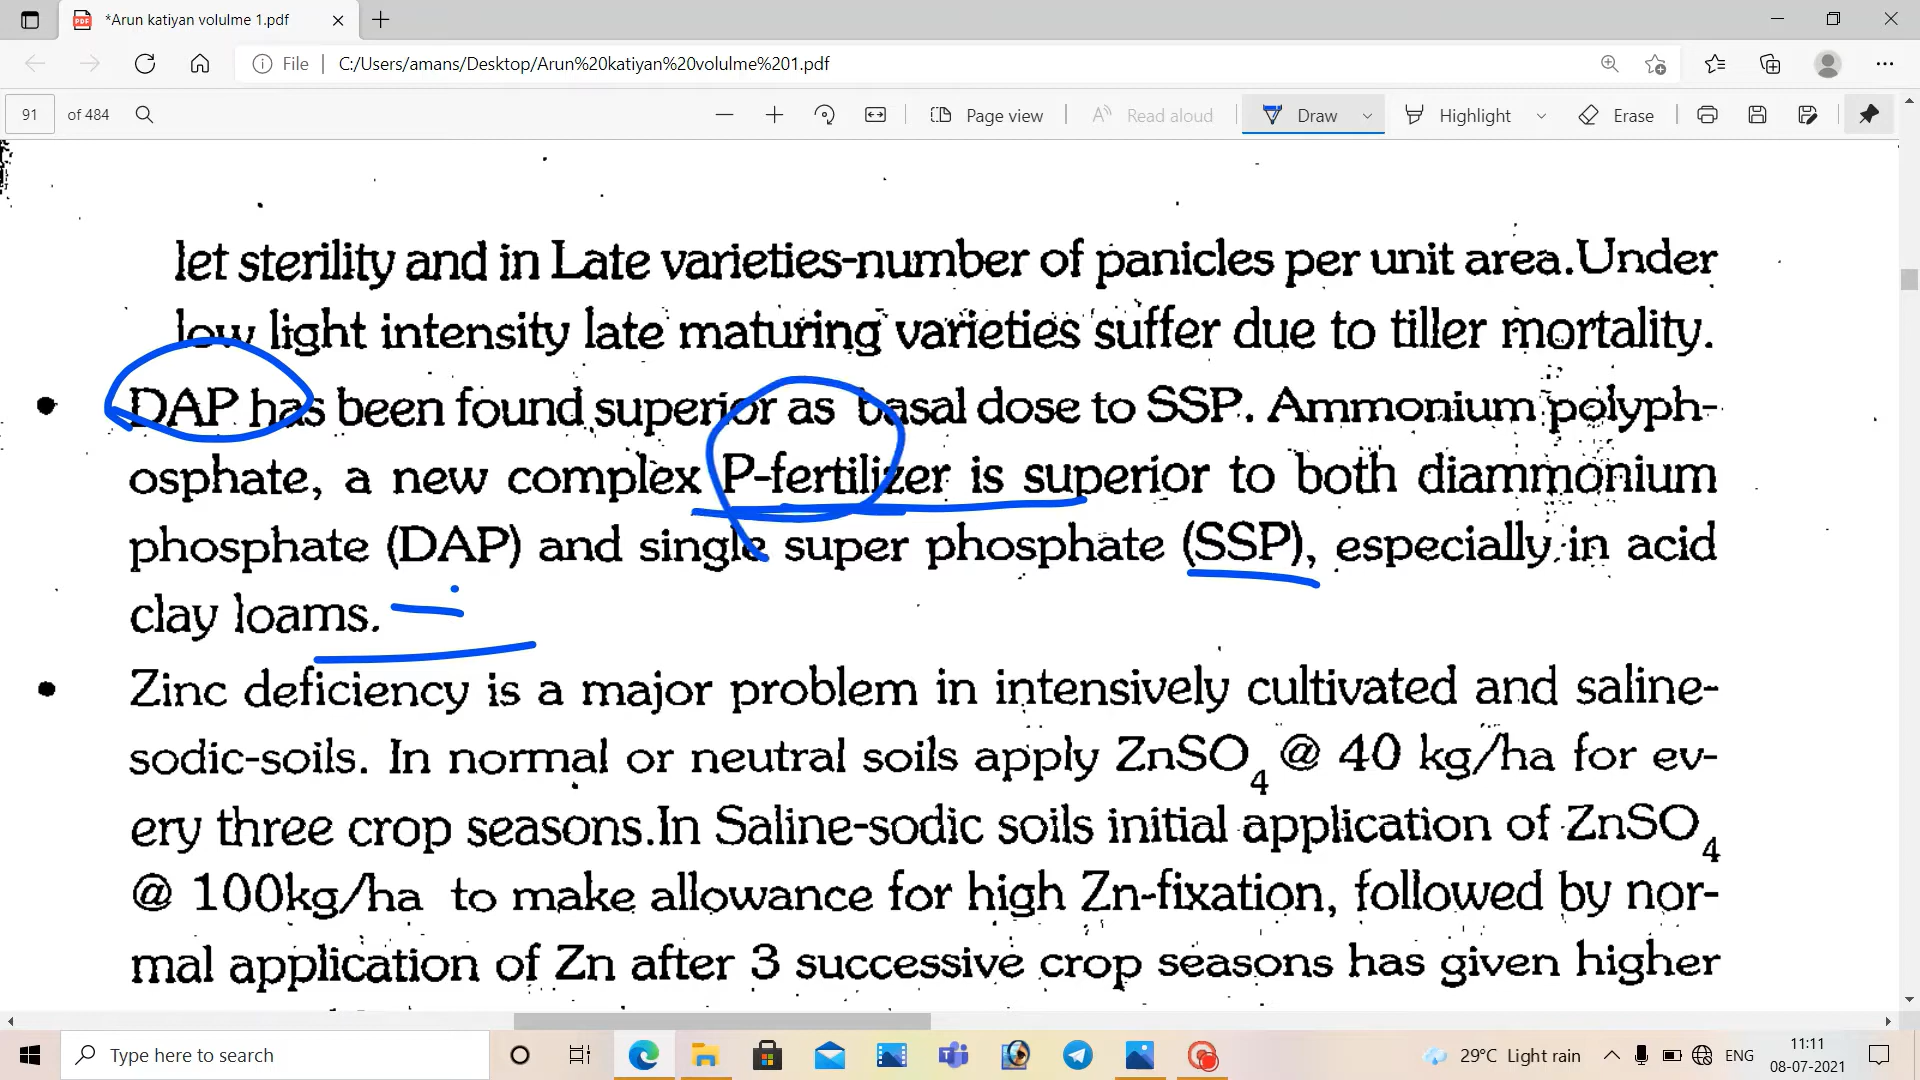 *Arun katiyan volulme 1.pdf
File
C:/Users/amans/Desktop/Arun%20katiyan%20volulme%201.pdf
91 of 484
Page view
Read aloud
Draw
Highlight
Erase
let sterility and in Late varieties-number of panicles per unit area.Under
low light intensity late maturing varieties suffer due to tiller mortality.
• DAP has been found superior as basal dose to SSP. Ammonium polyph-
osphate, a new complex P-fertilizer is superior to both diammonium
phosphate (DAP) and single super phosphate (SSP), especially in acid
clay loams.
• Zinc deficiency is a major problem in intensively cultivated and saline-
sodic-soils. In normal or neutral soils apply ZnSO4 @ 40 kg/ha for ev-
ery three crop seasons.In Saline-sodic soils initial application of ZnSO4
@ 100kg/ha to make allowance for high Zn-fixation, followed by nor-
mal application of Zn after 3 successive crop seasons has given higher
Type here to search
29°C Light rain
ENG
11:11
08-07-2021